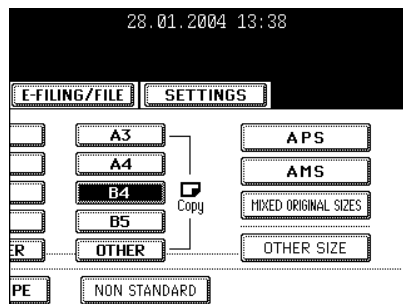 28.01.2004 13:38
E-FILING/FILE SETTINGS
A3 APS
A4 AMS
B4 Copy MIXED ORIGINAL SIZES
B5
ER OTHER OTHER SIZE
PE NON STANDARD